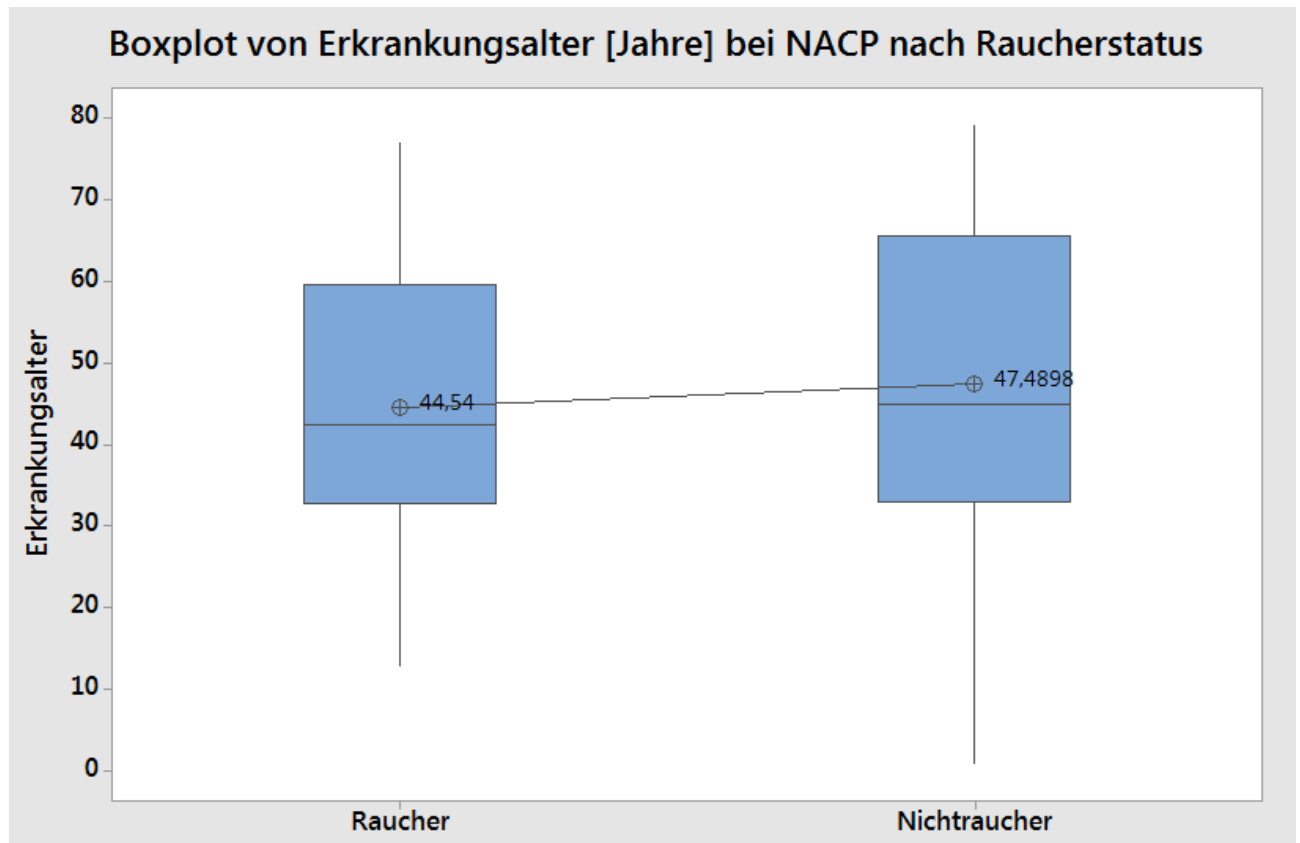 Boxplot von Erkrankungsalter [Jahre] bei NACP nach Raucherstatus
80
70
60
50
40
30
20
10
0
Erkrankungsalter
44,54
47,4898
Raucher
Nichtraucher